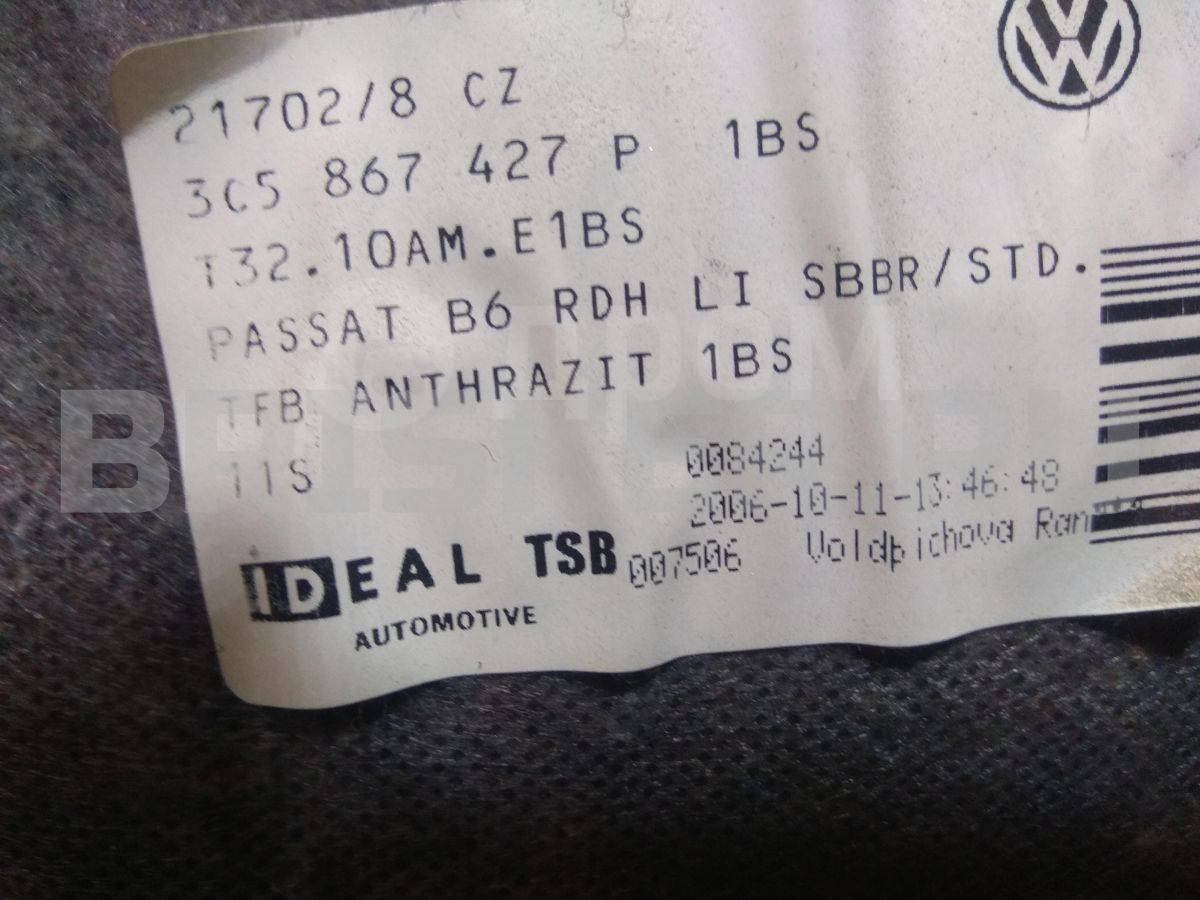 21702/8 CZ
3C5 867 427 P 1BS
T32.10AM.E1BS
PASSAT B6 RDH LI SBBR/STD.
TFB ANTHRAZIT 1BS
11S
0084244
2006-10-11-13:46:48
007506 Voldpichova Ran
IDEAL TSB
AUTOMOTIVE